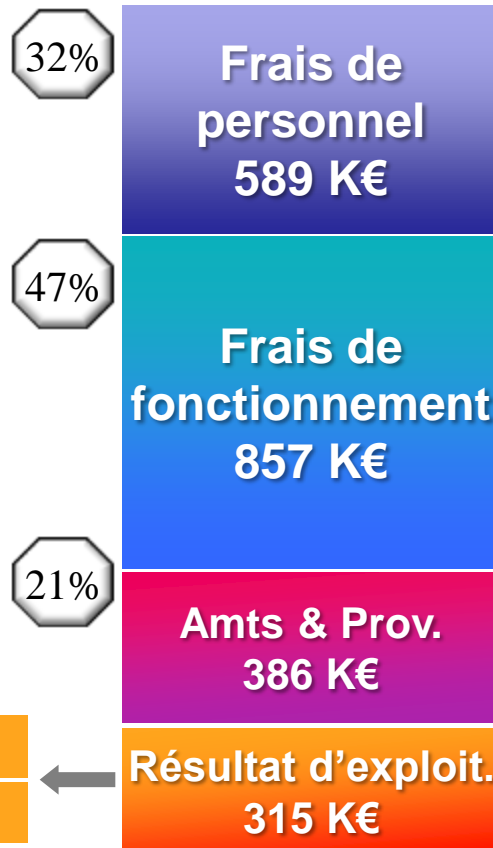 32%
Frais de
personnel
589 K€
47%
Frais de
fonctionnement
857 K€
21%
Amts & Prov.
386 K€
Résultat d’exploit.
315 K€